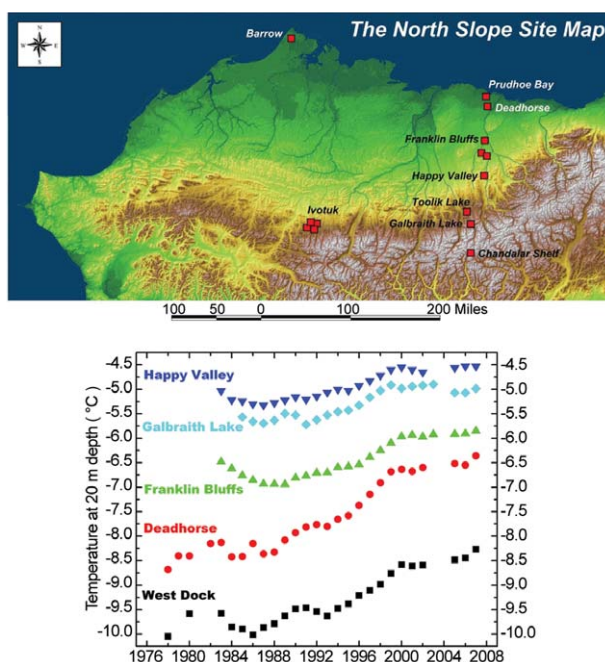 The North Slope Site Map
N
W E
S
Barrow
Prudhoe Bay
Deadhorse
Franklin Bluffs
Happy Valley
Toolik Lake
Ivotuk
Galbraith Lake
Chandalar Shelf
100 50 0 100 200 Miles
Temperature at 20 m depth (°C)
-4.5 -4.5
Happy Valley
-5.0 -5.0
Galbraith Lake
-5.5 -5.5
-6.0 -6.0
-6.5 -6.5
Franklin Bluffs
-7.0 -7.0
-7.5 -7.5
Deadhorse
-8.0 -8.0
-8.5 -8.5
-9.0 -9.0
West Dock
-9.5 -9.5
-10.0 -10.0
1976 1980 1984 1988 1992 1996 2000 2004 2008